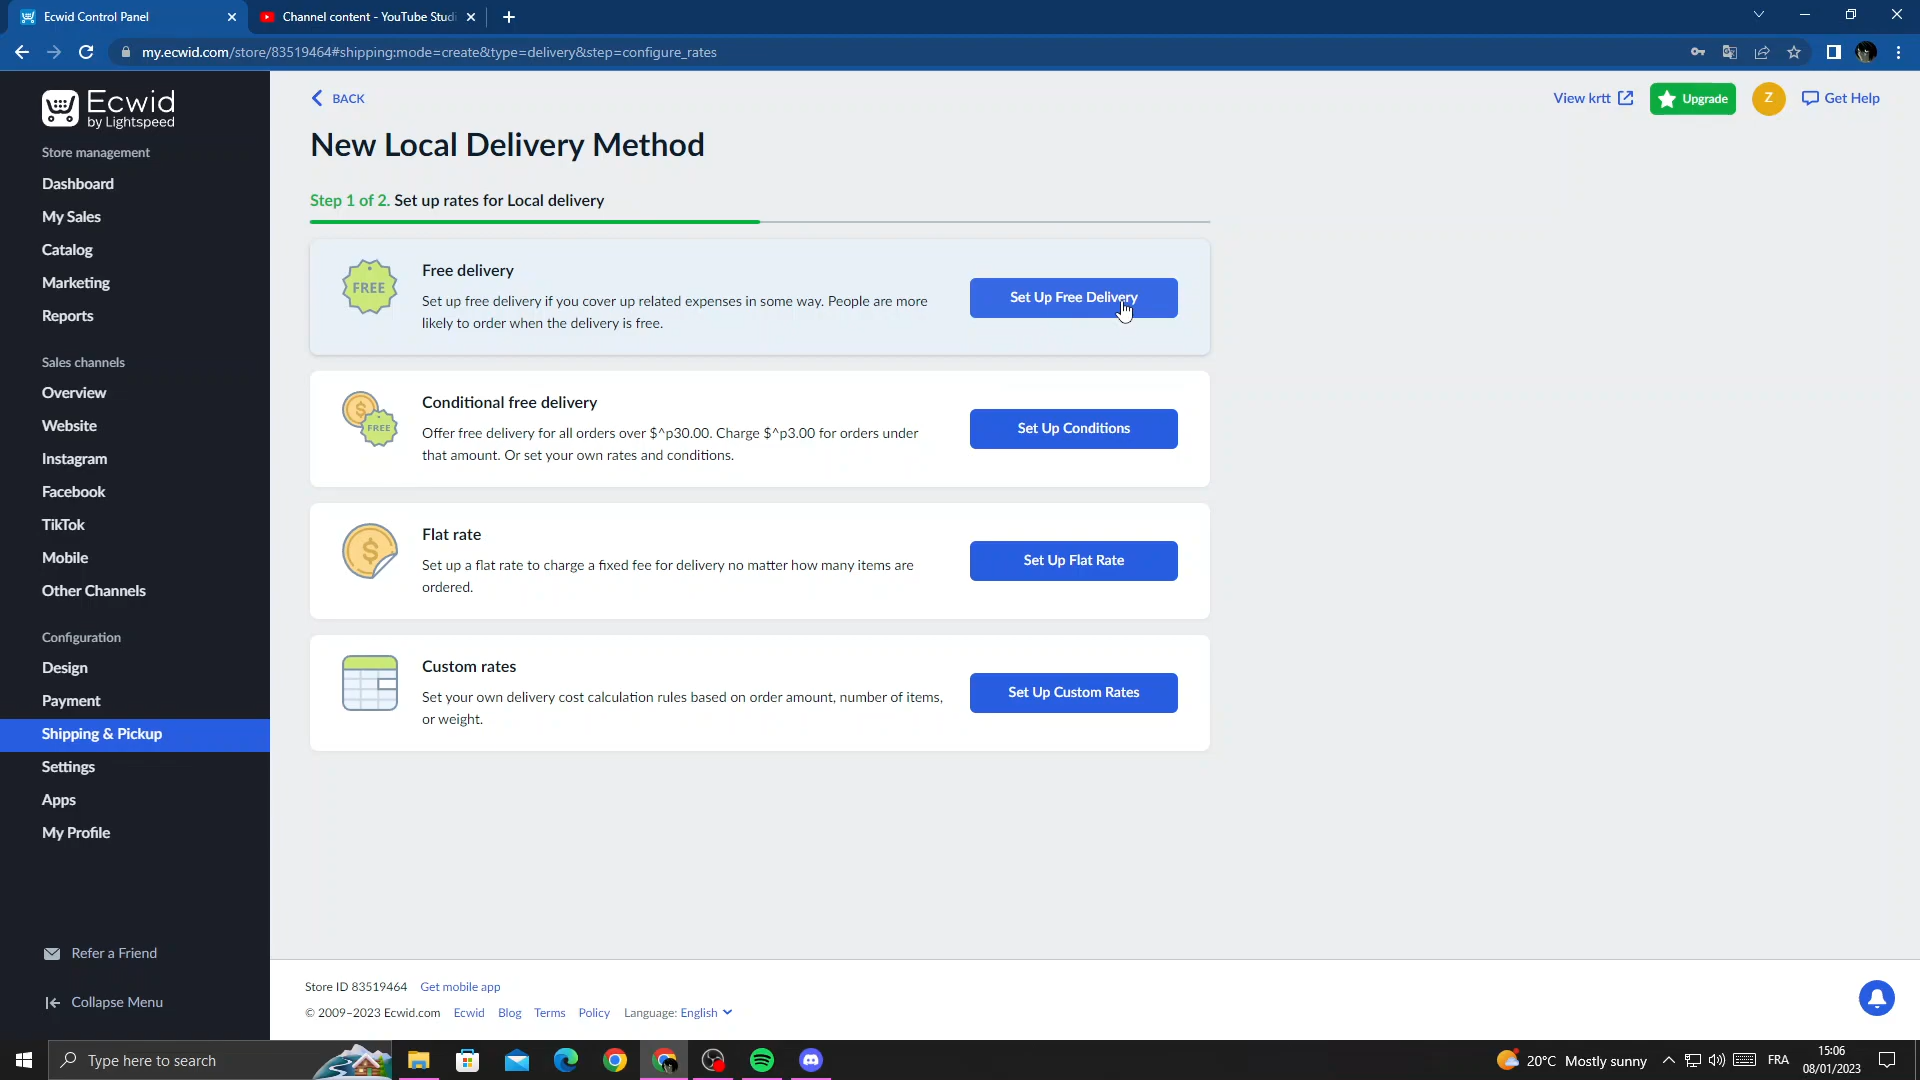 Ecwid Control Panel
Channel content - YouTube Studi
my.ecwid.com/store/83519464#shipping:mode=create&type=delivery&step=configure_rates
Ecwid
by Lightspeed
Store management
Dashboard
My Sales
Catalog
Marketing
Reports
Sales channels
Overview
Website
Instagram
Facebook
TikTok
Mobile
Other Channels
Configuration
Design
Payment
Shipping & Pickup
Settings
Apps
My Profile
Refer a Friend
Collapse Menu
BACK
View krtt
Upgrade
Z
Get Help
New Local Delivery Method
Step 1 of 2. Set up rates for Local delivery
FREE
Free delivery
Set up free delivery if you cover up related expenses in some way. People are more
likely to order when the delivery is free.
Set Up Free Delivery
$
FREE
Conditional free delivery
Offer free delivery for all orders over $^p30.00. Charge $^p3.00 for orders under
that amount. Or set your own rates and conditions.
Set Up Conditions
$
Flat rate
Set up a flat rate to charge a fixed fee for delivery no matter how many items are
ordered.
Set Up Flat Rate
Custom rates
Set your own delivery cost calculation rules based on order amount, number of items,
or weight.
Set Up Custom Rates
Store ID 83519464 Get mobile app
© 2009–2023 Ecwid.com Ecwid Blog Terms Policy Language: English
Type here to search
20°C Mostly sunny
FRA
15:06
08/01/2023